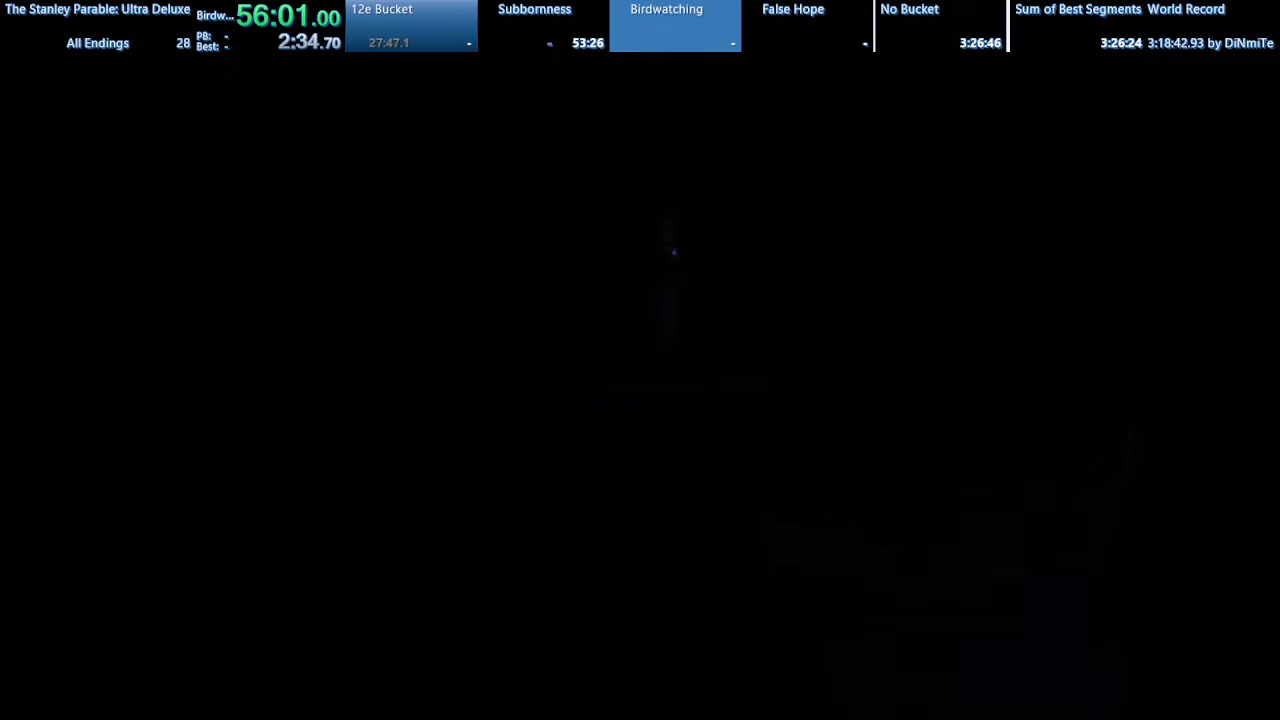 The Stanley Parable: Ultra Deluxe
All Endings 28
Birdw... 56:01.00
PB: -
Best: - 2:34.70
12e Bucket
27:47.1 -
Subbornness
- 53:26
Birdwatching
-
False Hope
-
No Bucket
3:26:46
Sum of Best Segments World Record
3:26:24 3:18:42.93 by DiNmiTe